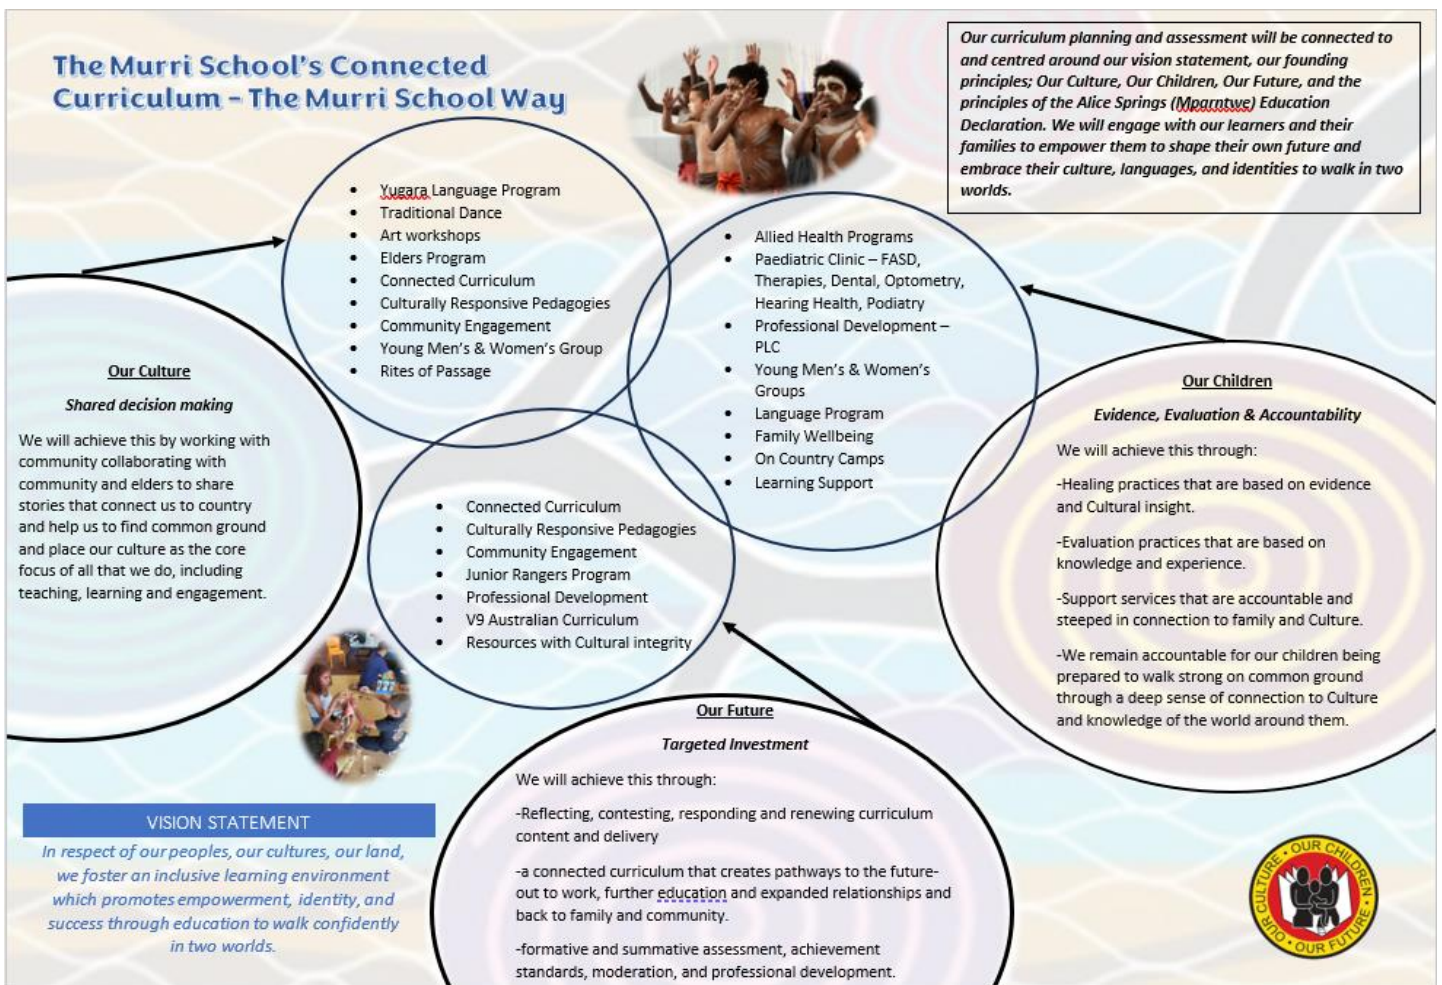 The Murri School's Connected
Curriculum – The Murri School Way
Our curriculum planning and assessment will be connected to
and centred around our vision statement, our founding
principles; Our Culture, Our Children, Our Future, and the
principles of the Alice Springs (Mparntwe) Education
Declaration. We will engage with our learners and their
families to empower them to shape their own future and
embrace their culture, languages, and identities to walk in two
worlds.
• Yugara Language Program
• Traditional Dance
• Art workshops
• Elders Program
• Connected Curriculum
• Culturally Responsive Pedagogies
• Community Engagement
• Young Men's & Women's Group
• Rites of Passage
• Allied Health Programs
• Paediatric Clinic – FASD,
Therapies, Dental, Optometry,
Hearing Health, Podiatry
• Professional Development –
PLC
• Young Men's & Women's
Groups
• Language Program
• Family Wellbeing
• On Country Camps
• Learning Support
Our Culture
Shared decision making
We will achieve this by working with
community collaborating with
community and elders to share
stories that connect us to country
and help us to find common ground
and place our culture as the core
focus of all that we do, including
teaching, learning and engagement.
Our Children
Evidence, Evaluation & Accountability
We will achieve this through:
-Healing practices that are based on evidence
and Cultural insight.
-Evaluation practices that are based on
knowledge and experience.
-Support services that are accountable and
steeped in connection to family and Culture.
-We remain accountable for our children being
prepared to walk strong on common ground
through a deep sense of connection to Culture
and knowledge of the world around them.
• Connected Curriculum
• Culturally Responsive Pedagogies
• Community Engagement
• Junior Rangers Program
• Professional Development
• V9 Australian Curriculum
• Resources with Cultural integrity
Our Future
Targeted Investment
We will achieve this through:
-Reflecting, contesting, responding and renewing curriculum
content and delivery
-a connected curriculum that creates pathways to the future-
out to work, further education and expanded relationships and
back to family and community.
-formative and summative assessment, achievement
standards, moderation, and professional development.
VISION STATEMENT
In respect of our peoples, our cultures, our land,
we foster an inclusive learning environment
which promotes empowerment, identity, and
success through education to walk confidently
in two worlds.
OUR CULTURE • OUR CHILDREN • OUR FUTURE •